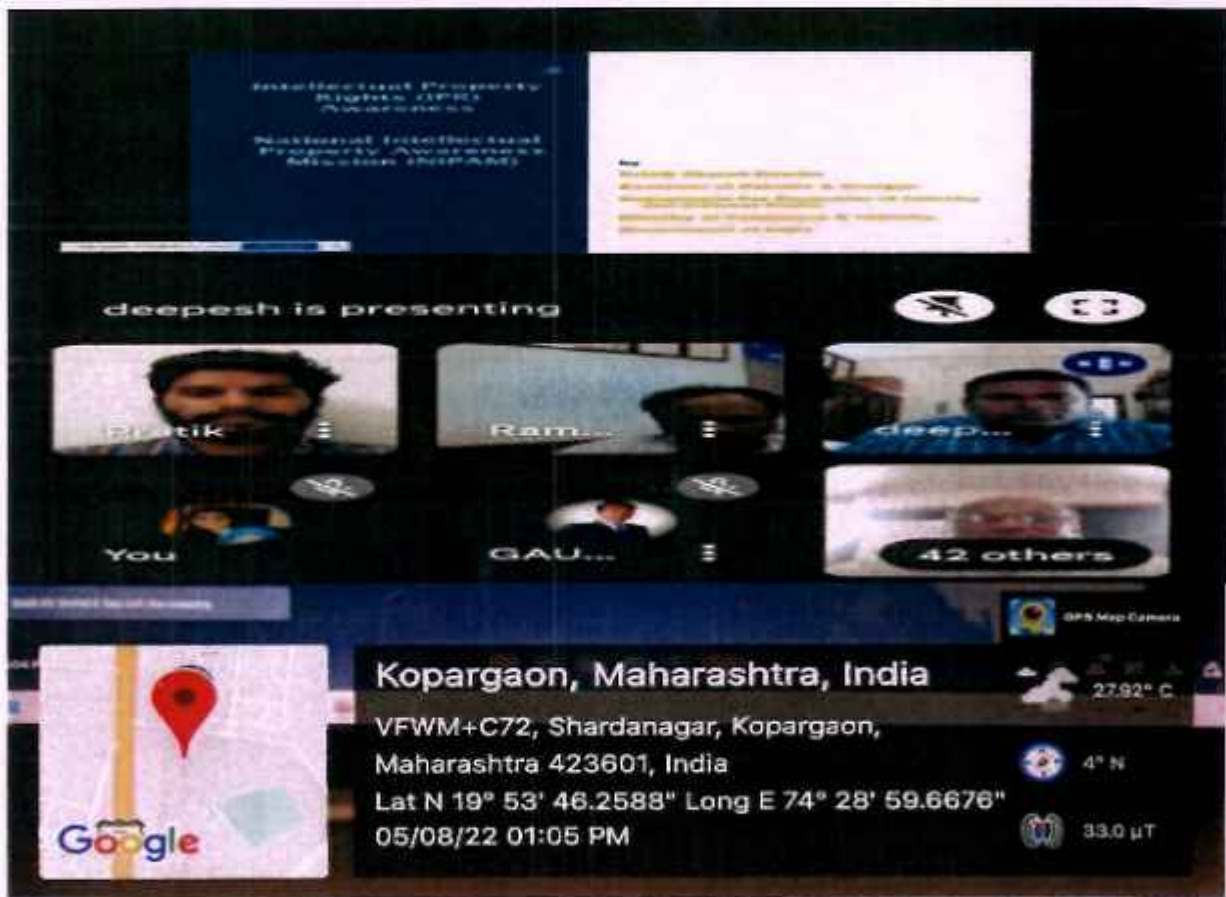 Intellectual Property
Rights (IPR)
Awareness
National Intellectual
Property Awareness
Mission (NIPAM)
deepesh is presenting
Pratik
Ram...
deep...
You
GAU...
42 others
GPS Map Camera
Kopargaon, Maharashtra, India
27.92° C
VFWM+C72, Shardanagar, Kopargaon,
Maharashtra 423601, India
4° N
Lat N 19° 53' 46.2588" Long E 74° 28' 59.6676"
05/08/22 01:05 PM
33.0 µT
Google